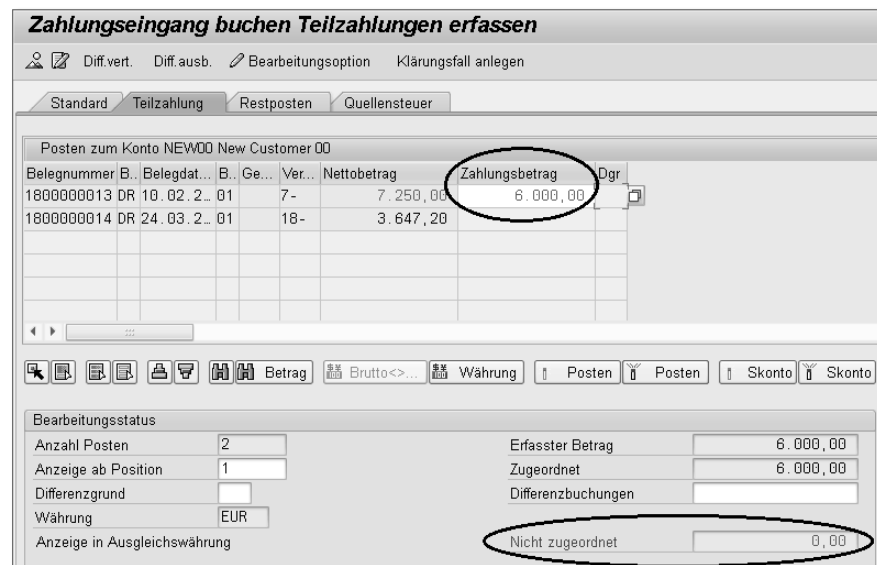 Zahlungseingang buchen Teilzahlungen erfassen
Diff.vert. Diff.ausb. Bearbeitungsoption Klärungsfall anlegen
Standard Teilzahlung Restposten Quellensteuer
Posten zum Konto NEW00 New Customer 00
Belegnummer B.. Belegdat... B.. Ge... Ver... Nettobetrag Zahlungsbetrag Dgr
1800000013 DR 10.02.2… 01 7- 7.250,00 6.000,00
1800000014 DR 24.03.2… 01 18- 3.647,20
Betrag Brutto<>... Währung Posten Posten Skonto Skonto
Bearbeitungsstatus
Anzahl Posten 2 Erfasster Betrag 6.000,00
Anzeige ab Position 1 Zugeordnet 6.000,00
Differenzgrund Differenzbuchungen
Währung EUR
Anzeige in Ausgleichswährung Nicht zugeordnet 0,00